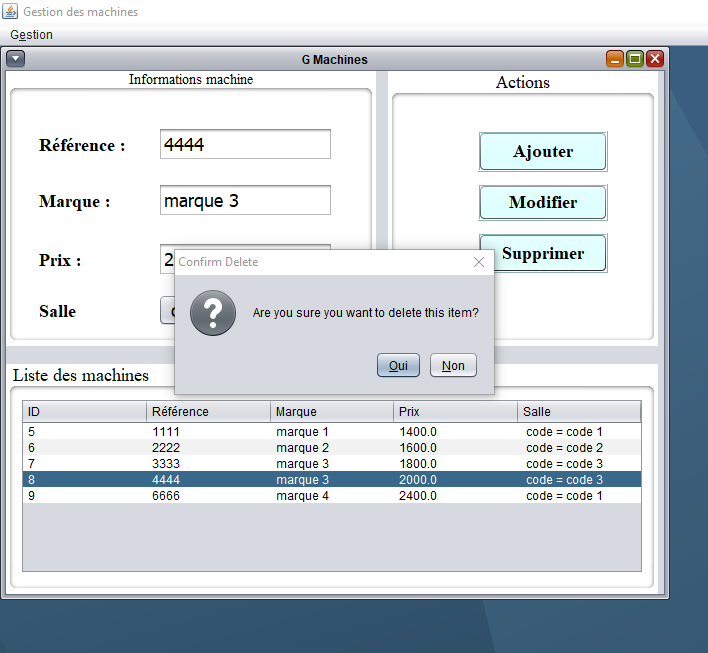 Gestion des machines
Gestion
G Machines
Informations machine
Actions
Référence :
4444
Ajouter
Marque :
marque 3
Modifier
Prix :
2
Supprimer
Salle
Confirm Delete
Are you sure you want to delete this item?
Oui
Non
Liste des machines
ID Référence Marque Prix Salle
5 1111 marque 1 1400.0 code = code 1
6 2222 marque 2 1600.0 code = code 2
7 3333 marque 3 1800.0 code = code 3
8 4444 marque 3 2000.0 code = code 3
9 6666 marque 4 2400.0 code = code 1